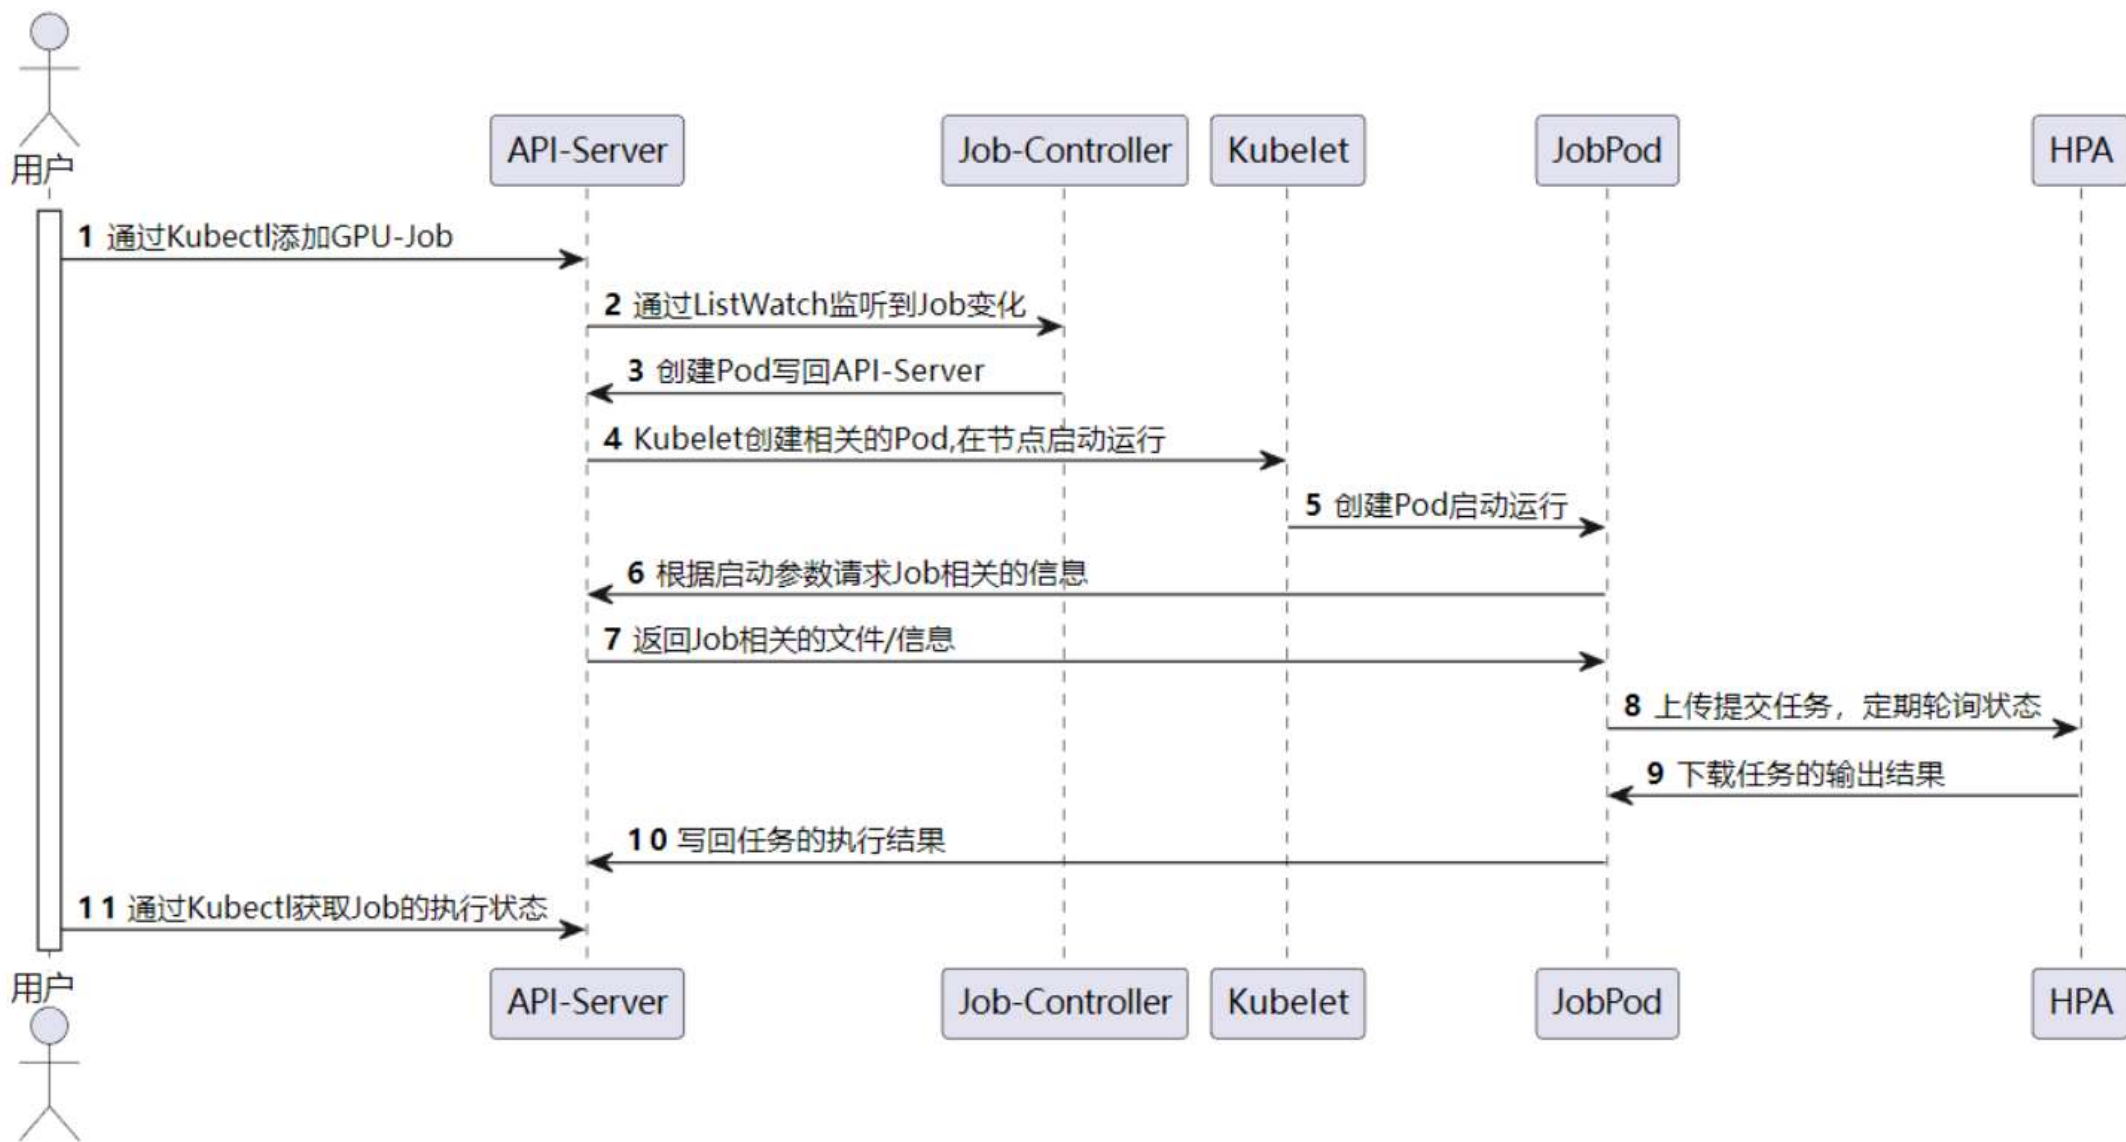 用户
API-Server
Job-Controller
Kubelet
JobPod
HPA
1 通过Kubectl添加GPU-Job
2 通过ListWatch监听到Job变化
3 创建Pod写回API-Server
4 Kubelet创建相关的Pod,在节点启动运行
5 创建Pod启动运行
6 根据启动参数请求Job相关的信息
7 返回Job相关的文件/信息
8 上传提交任务，定期轮询状态
9 下载任务的输出结果
10 写回任务的执行结果
11 通过Kubectl获取Job的执行状态
用户
API-Server
Job-Controller
Kubelet
JobPod
HPA